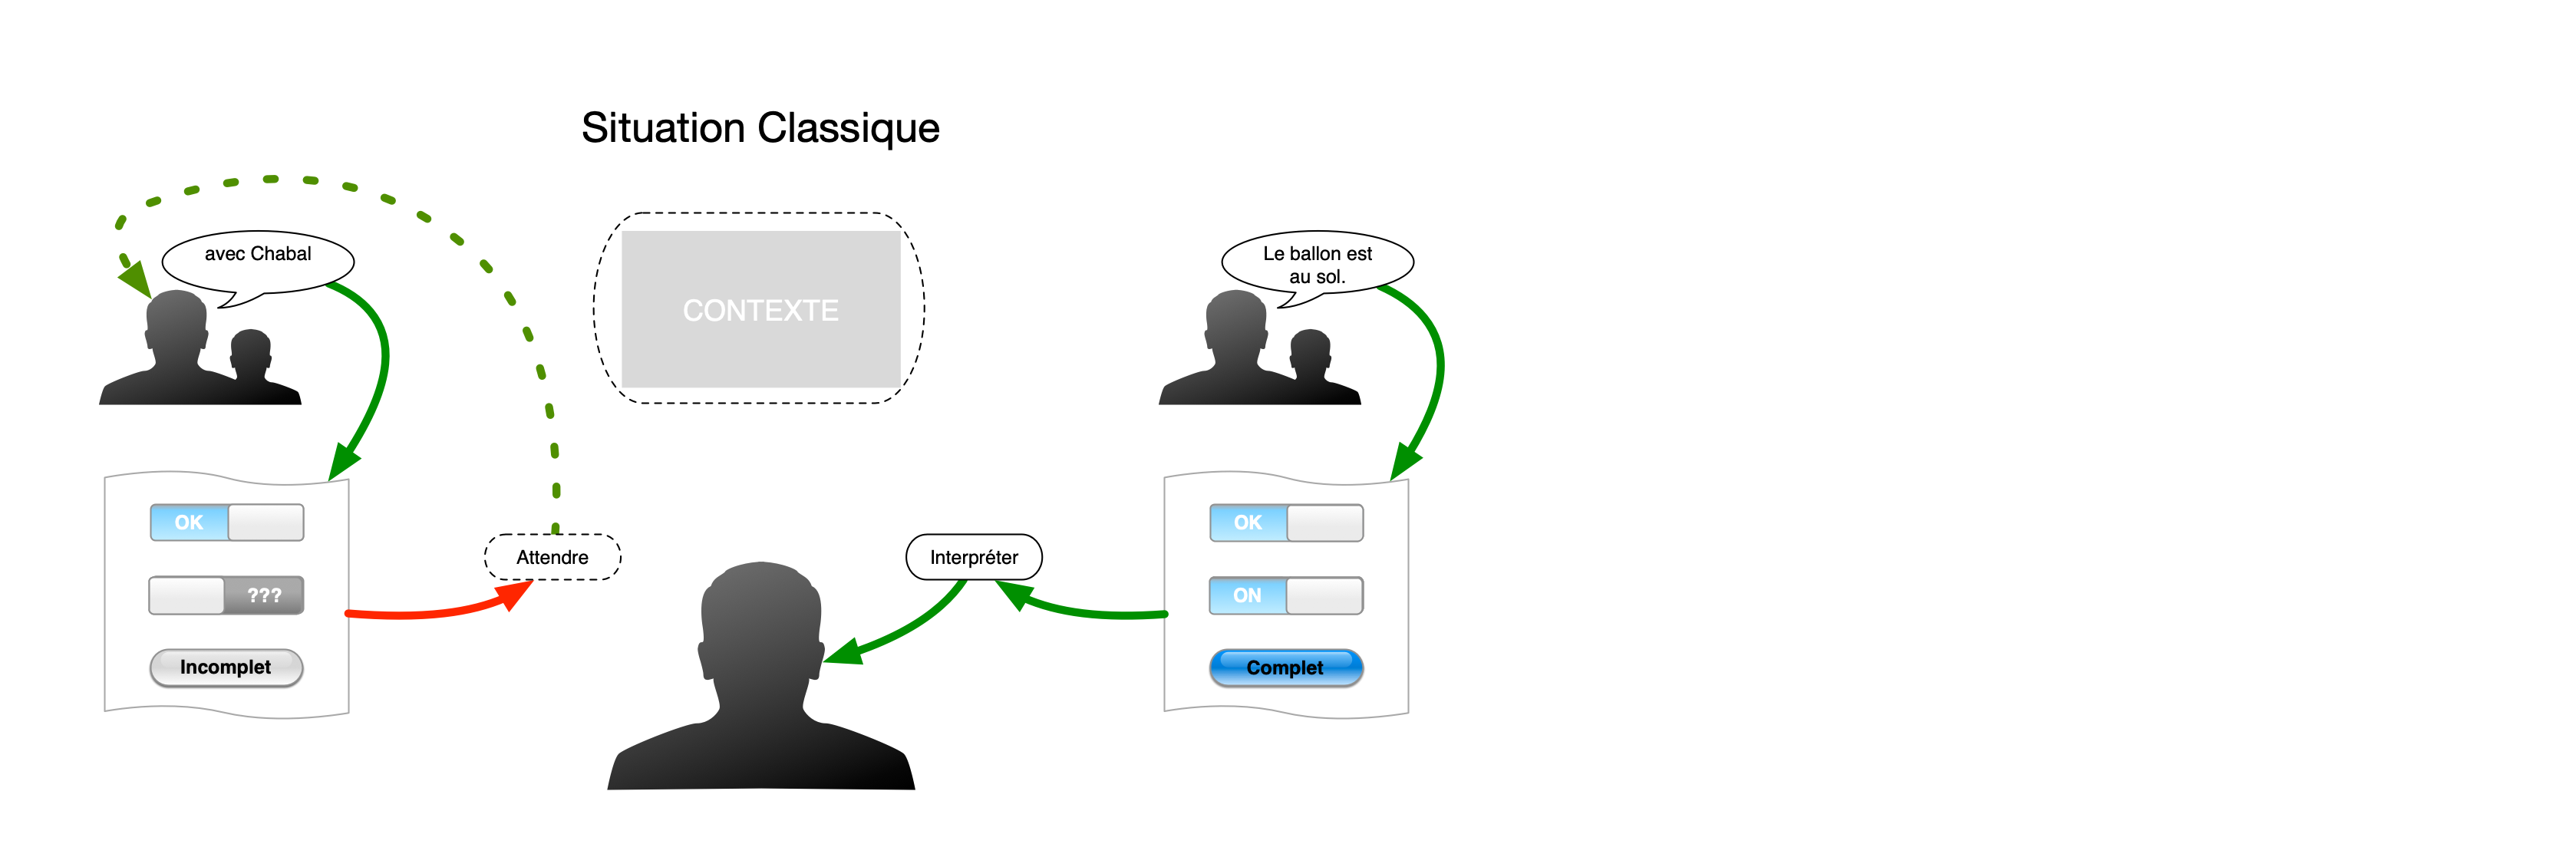 Situation Classique
avec Chabal
CONTEXTE
Le ballon est
au sol.
OK
???
Incomplet
Attendre
Interpréter
OK
ON
Complet